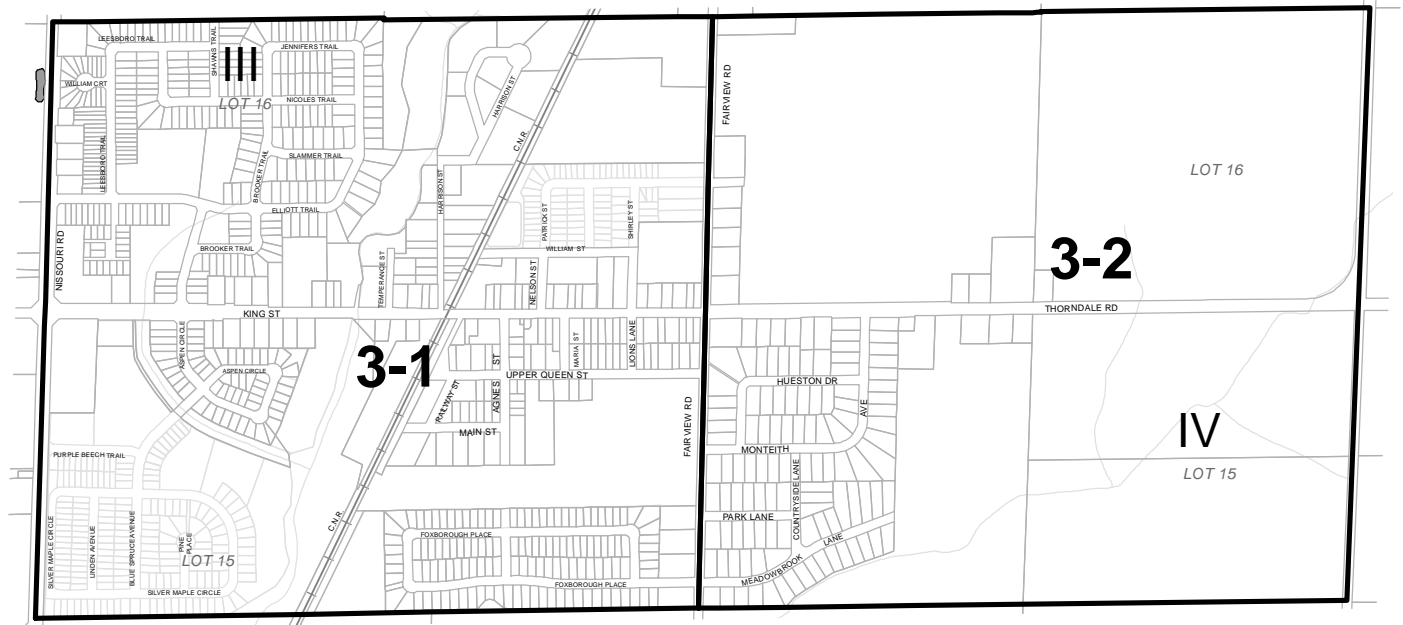 LEESBORO TRAIL
SHAWNS TRAIL
III
JENNIFERS TRAIL
WILLIAM CRT
NICOLES TRAIL
LOT 16
HARRISON ST
C.N.R.
FAIRVIEW RD
LEESBORO TRAIL
BROOKER TRAIL
SLAMMER TRAIL
HARRISON ST
LOT 16
ELLIOTT TRAIL
PATRICK ST
SHIRLEY ST
NISSOURI RD
BROOKER TRAIL
TEMPERANCE ST
WILLIAM ST
NELSON ST
3-2
KING ST
THORNDALE RD
ASPEN CIRCLE
ASPEN CIRCLE
3-1
AGNES ST
MARIA ST
LIONS LANE
UPPER QUEEN ST
RAILWAY ST
MAIN ST
HUESTON DR
FAIRVIEW RD
MONTEITH AVE
IV
LOT 15
PURPLE BEECH TRAIL
COUNTRYSIDE LANE
PARK LANE
C.N.R.
SILVER MAPLE CIRCLE
LINDEN AVENUE
BLUE SPRUCE AVENUE
PINE PLACE
LOT 15
FOXBOROUGH PLACE
MEADOWBROOK LANE
SILVER MAPLE CIRCLE
FOXBOROUGH PLACE